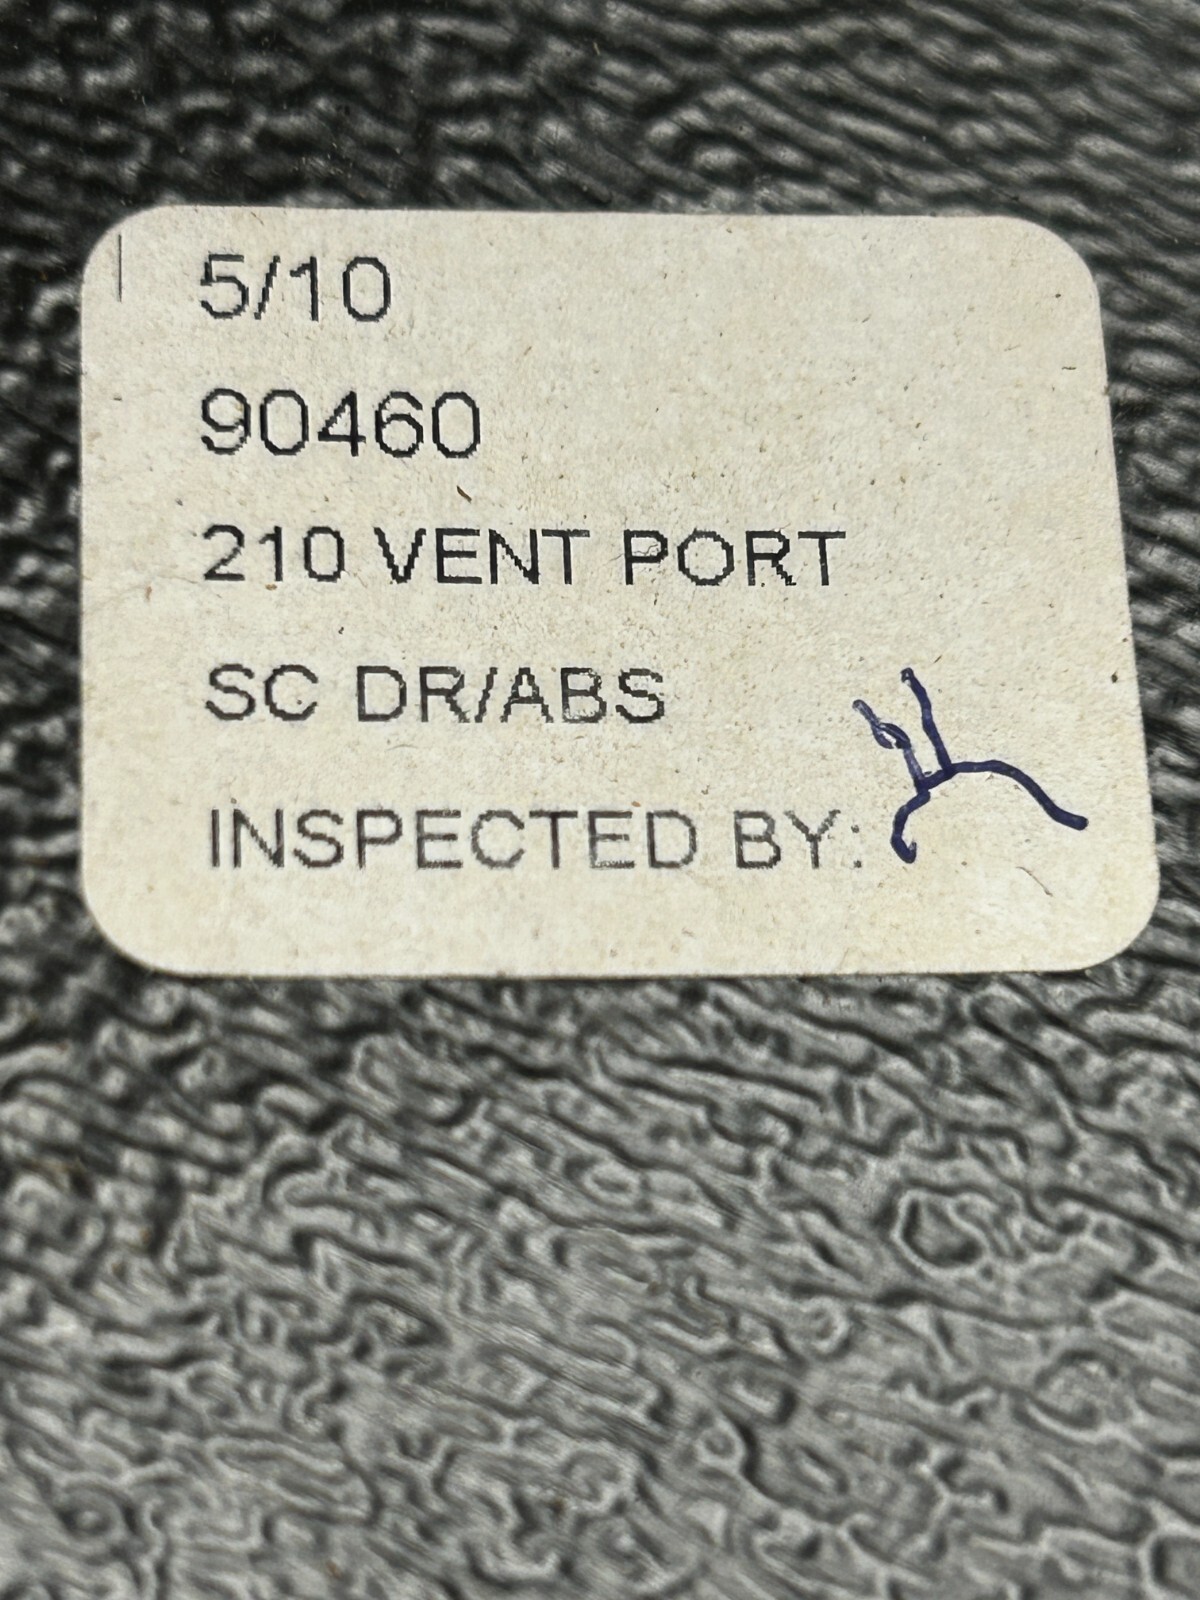 5/10
90460
210 VENT PORT
SC DR/ABS
INSPECTED BY: